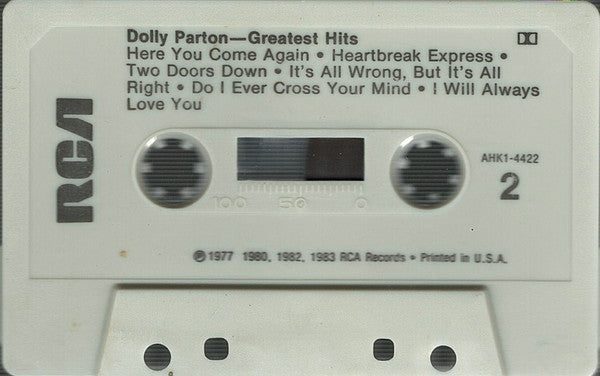 Dolly Parton—Greatest Hits
Here You Come Again • Heartbreak Express •
Two Doors Down • It's All Wrong, But It's All
Right • Do I Ever Cross Your Mind • I Will Always
Love You
RCA
AHK1-4422
2
100 50 0
℗ 1977 1980, 1982, 1983 RCA Records • Printed in U.S.A.